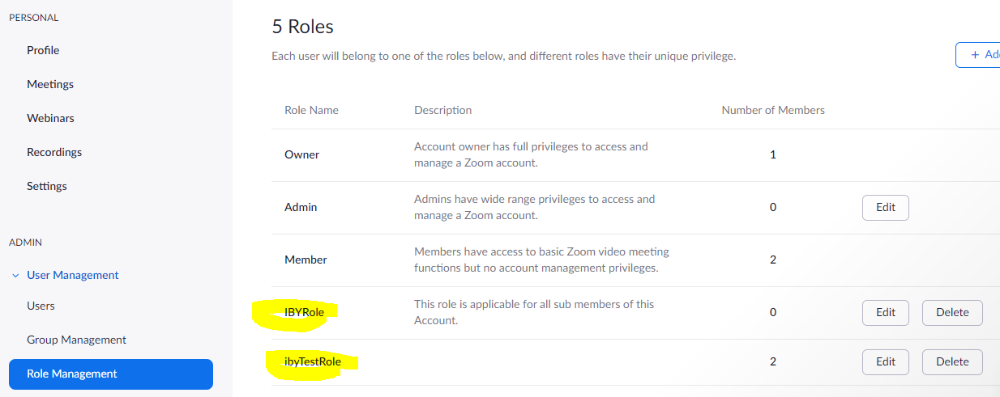 PERSONAL
Profile
Meetings
Webinars
Recordings
Settings
ADMIN
User Management
Users
Group Management
Role Management
5 Roles
Each user will belong to one of the roles below, and different roles have their unique privilege.
+ Ad
Role Name Description Number of Members
Owner Account owner has full privileges to access and
manage a Zoom account. 1
Admin Admins have wide range privileges to access and
manage a Zoom account. 0 Edit
Member Members have access to basic Zoom video meeting
functions but no account management privileges. 2
IBYRole This role is applicable for all sub members of this
Account. 0 Edit Delete
ibyTestRole 2 Edit Delete